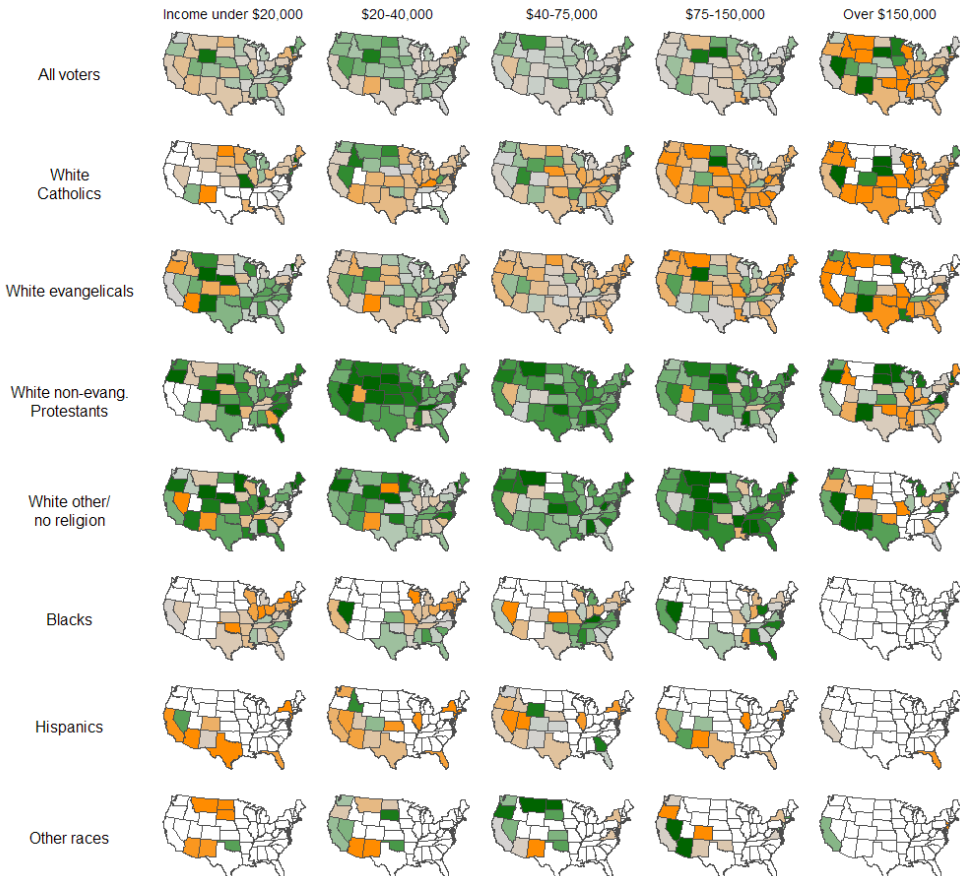 Income under $20,000
$20-40,000
$40-75,000
$75-150,000
Over $150,000
All voters
White
Catholics
White evangelicals
White non-evang.
Protestants
White other/
no religion
Blacks
Hispanics
Other races